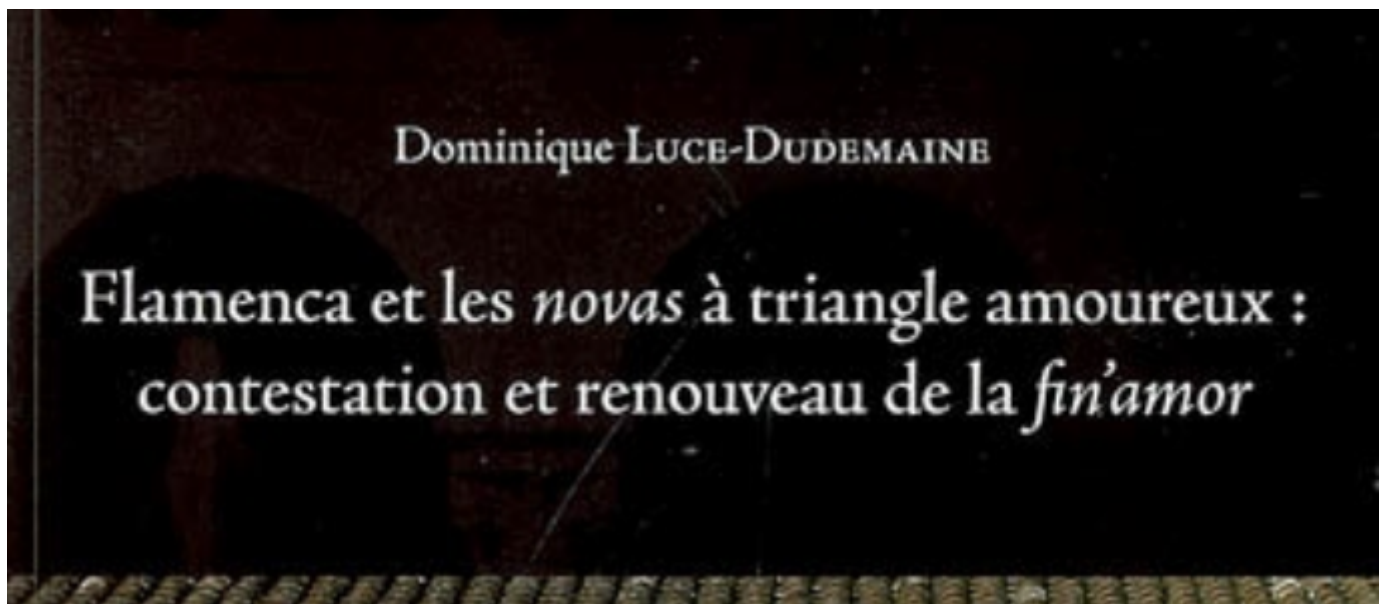 Dominique LUCE-DUDEMAINE
Flamenca et les novas à triangle amoureux :
contestation et renouveau de la fin'amor